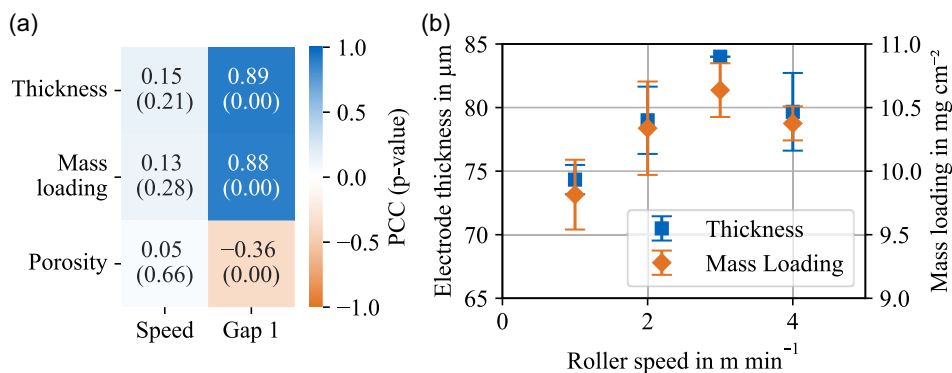 (a)
Thickness
Mass
loading
Porosity
0.15
(0.21)
0.89
(0.00)
0.13
(0.28)
0.88
(0.00)
0.05
(0.66)
−0.36
(0.00)
Speed
Gap 1
1.0
0.5
0.0
−0.5
−1.0
PCC (p-value)
(b)
Electrode thickness in µm
85
80
75
70
65
0
2
4
Roller speed in m min⁻¹
Thickness
Mass Loading
11.0
10.5
10.0
9.5
9.0
Mass loading in mg cm⁻²